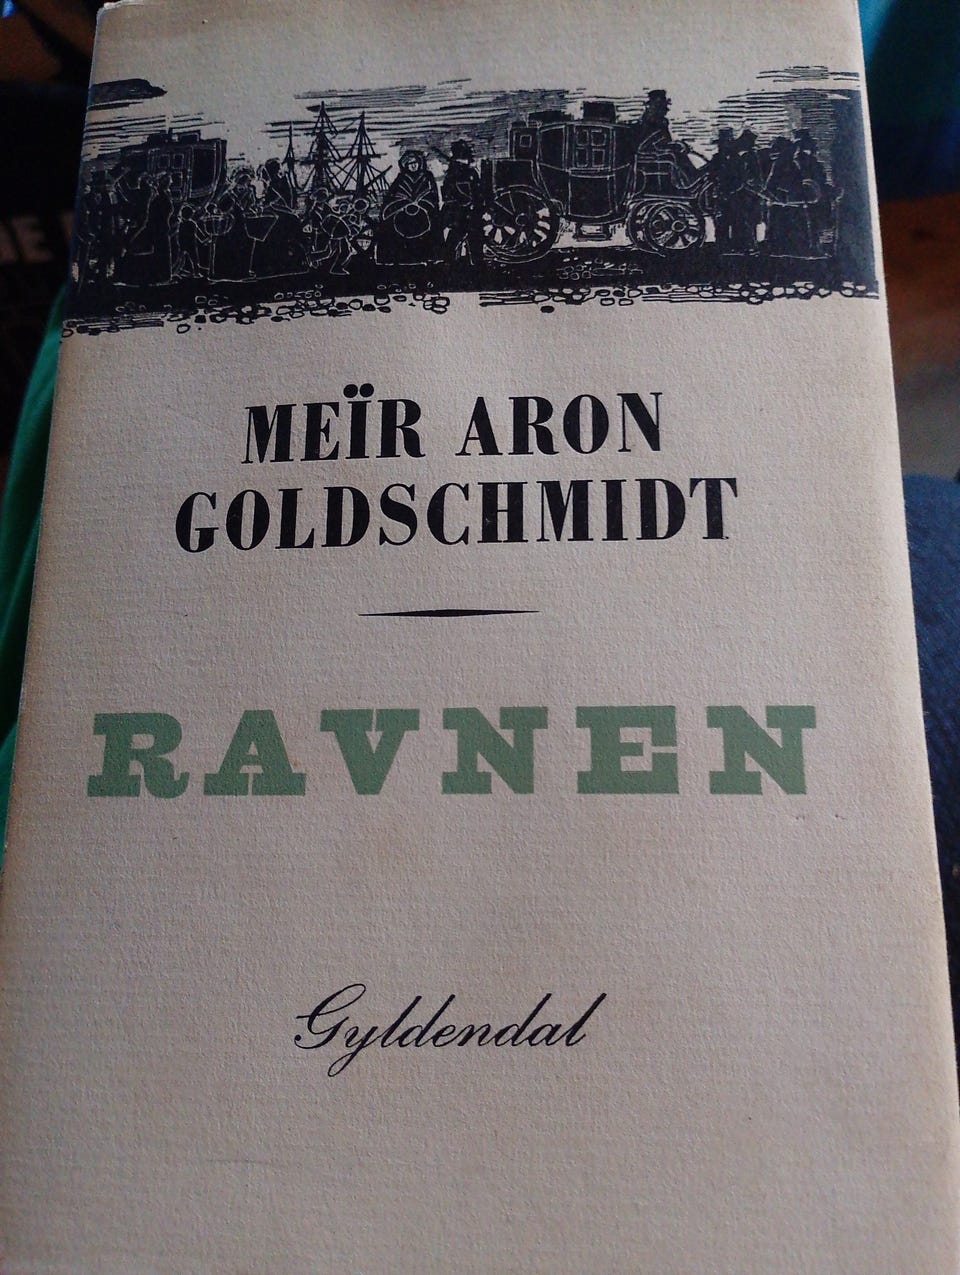 MEÏR ARON
GOLDSCHMIDT
RAVNEN
Gyldendal